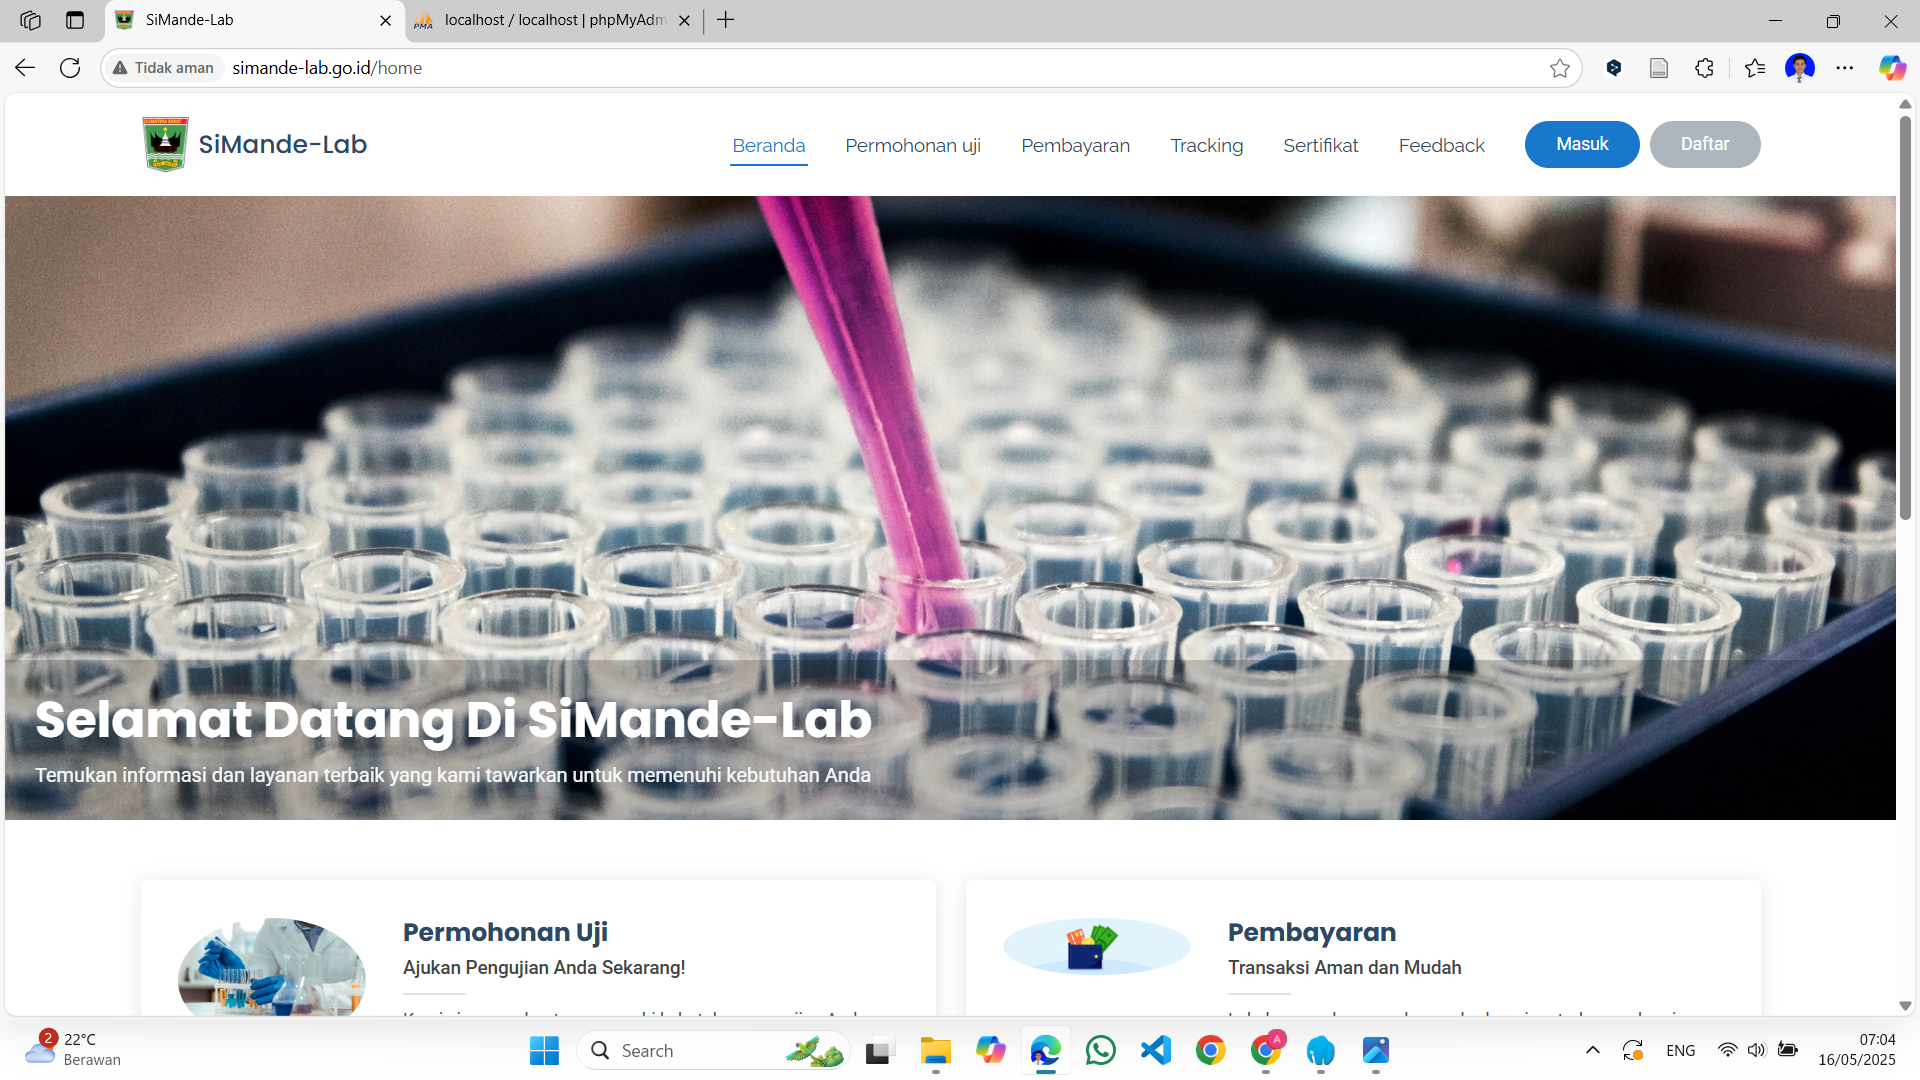 SiMande-Lab
localhost / localhost | phpMyAdm
Tidak aman
simande-lab.go.id/home
SUMATERA BARAT
SiMande-Lab
Beranda
Permohonan uji
Pembayaran
Tracking
Sertifikat
Feedback
Masuk
Daftar
Selamat Datang Di SiMande-Lab
Temukan informasi dan layanan terbaik yang kami tawarkan untuk memenuhi kebutuhan Anda
Permohonan Uji
Ajukan Pengujian Anda Sekarang!
Pembayaran
Transaksi Aman dan Mudah
2
22°C
Berawan
Search
A
ENG
07:04
16/05/2025